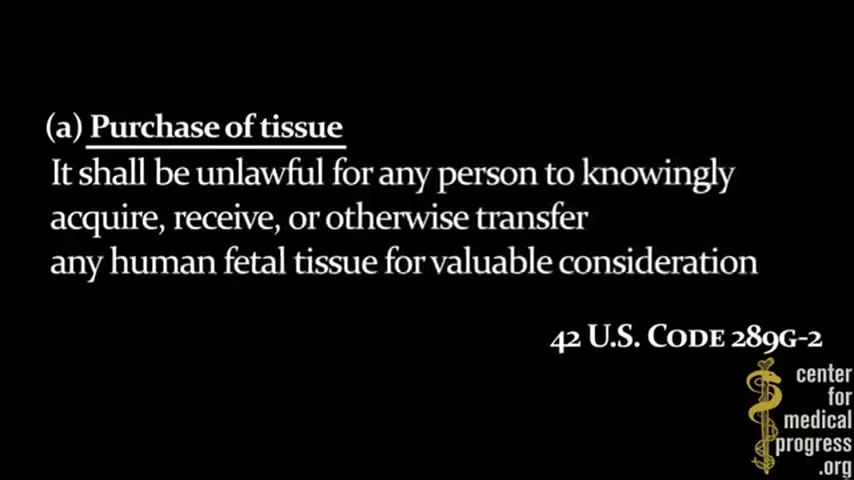 (a) Purchase of tissue
It shall be unlawful for any person to knowingly
acquire, receive, or otherwise transfer
any human fetal tissue for valuable consideration
42 U.S. CODE 289G-2
center
for
medical
progress
.org